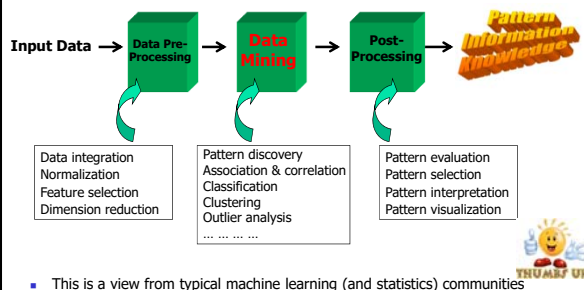 Pattern
Information
Knowledge
Input Data
Data Pre-
Processing
Data
Mining
Post-
Processing
Data integration
Normalization
Feature selection
Dimension reduction
Pattern discovery
Association & correlation
Classification
Clustering
Outlier analysis
… … … …
Pattern evaluation
Pattern selection
Pattern interpretation
Pattern visualization
THUMBS UP
▪ This is a view from typical machine learning (and statistics) communities